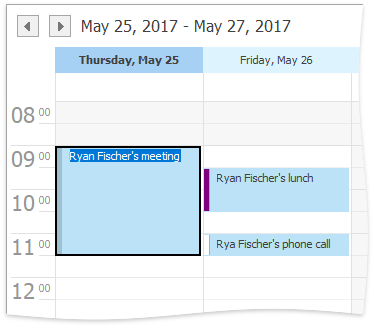 May 25, 2017 - May 27, 2017
Thursday, May 25
Friday, May 26
08 00
09 00
Ryan Fischer's meeting
Ryan Fischer's lunch
10 00
11 00
Rya Fischer's phone call
12 00